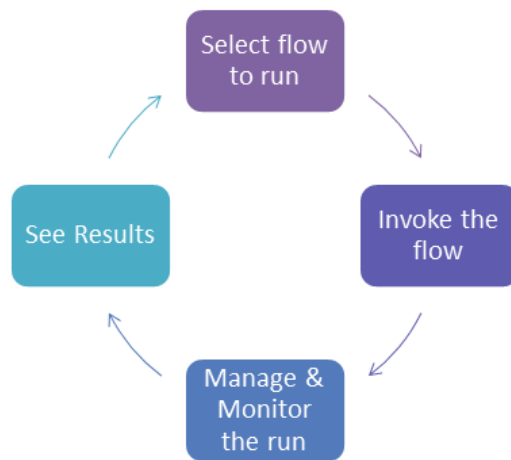 Select flow
to run
Invoke the
flow
Manage &
Monitor
the run
See Results